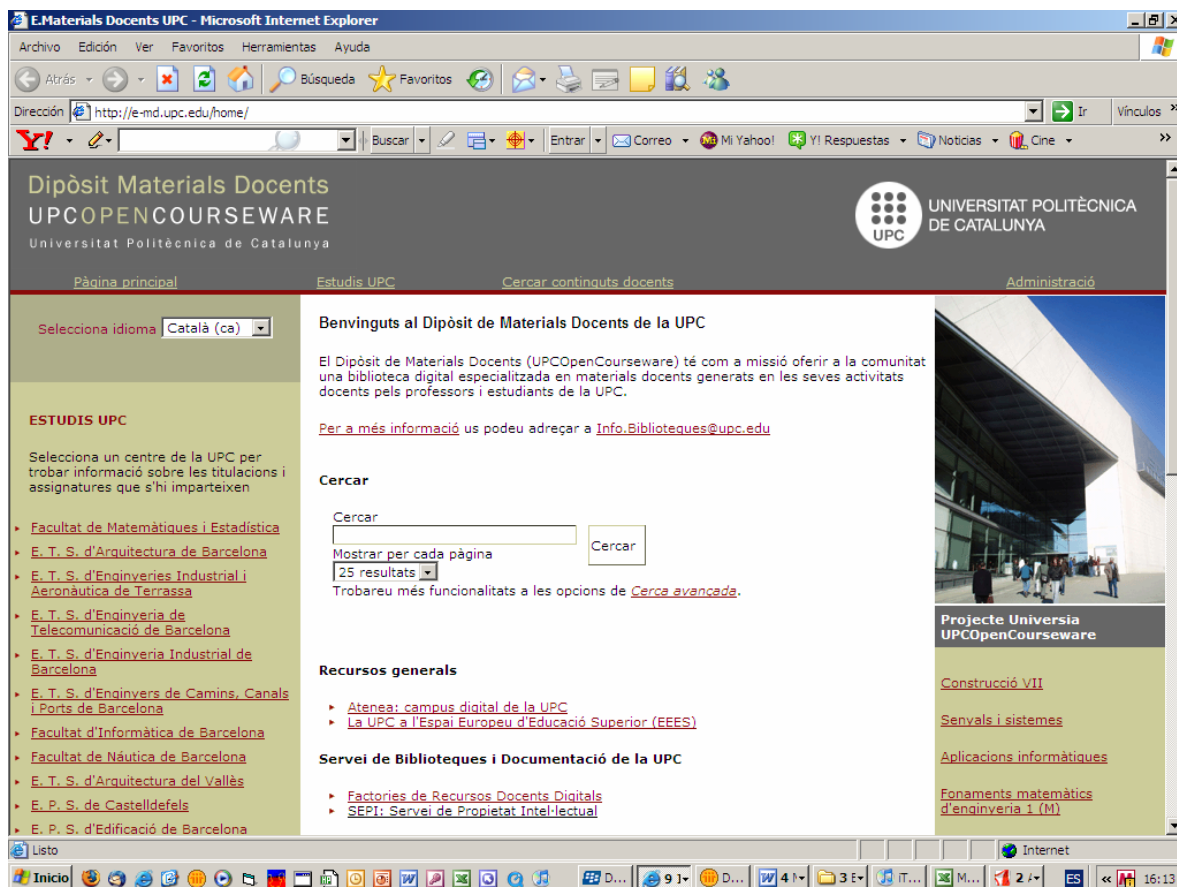 E.Materials Docents UPC - Microsoft Internet Explorer
Archivo Edición Ver Favoritos Herramientas Ayuda
Atrás Búsqueda Favoritos
Dirección http://e-md.upc.edu/home/ Ir Vínculos »
Y! Buscar Entrar Correo Mi Yahoo! Y! Respuestas Noticias Cine »
Dipòsit Materials Docents
UPCOPENCOURSEWARE
Universitat Politècnica de Catalunya
UPC
UNIVERSITAT POLITÈCNICA
DE CATALUNYA
Pàgina principal Estudis UPC Cercar continguts docents Administració
Selecciona idioma Català (ca)
ESTUDIS UPC
Selecciona un centre de la UPC per
trobar informació sobre les titulacions i
assignatures que s'hi imparteixen
Facultat de Matemàtiques i Estadística
E. T. S. d'Arquitectura de Barcelona
E. T. S. d'Enginyeries Industrial i
Aeronàutica de Terrassa
E. T. S. d'Enginyeria de
Telecomunicació de Barcelona
E. T. S. d'Enginyeria Industrial de
Barcelona
E. T. S. d'Enginyers de Camins, Canals
i Ports de Barcelona
Facultat d'Informàtica de Barcelona
Facultat de Náutica de Barcelona
E. T. S. d'Arquitectura del Vallès
E. P. S. de Castelldefels
E. P. S. d'Edificació de Barcelona
Benvinguts al Dipòsit de Materials Docents de la UPC
El Dipòsit de Materials Docents (UPCOpenCourseware) té com a missió oferir a la comunitat
una biblioteca digital especialitzada en materials docents generats en les seves activitats
docents pels professors i estudiants de la UPC.
Per a més informació us podeu adreçar a Info.Biblioteques@upc.edu
Cercar
Cercar
Cercar
Mostrar per cada pàgina
25 resultats
Trobareu més funcionalitats a les opcions de Cerca avançada.
Recursos generals
Atenea: campus digital de la UPC
La UPC a l'Espai Europeu d'Educació Superior (EEES)
Servei de Biblioteques i Documentació de la UPC
Factories de Recursos Docents Digitals
SEPI: Servei de Propietat Intel·lectual
Projecte Universia
UPCOpenCourseware
Construcció VII
Senyals i sistemes
Aplicacions informàtiques
Fonaments matemàtics
d'enginyeria 1 (M)
Listo Internet
Inicio D... 9 I D... 4 3 E iT... M... 2 ES « 16:13